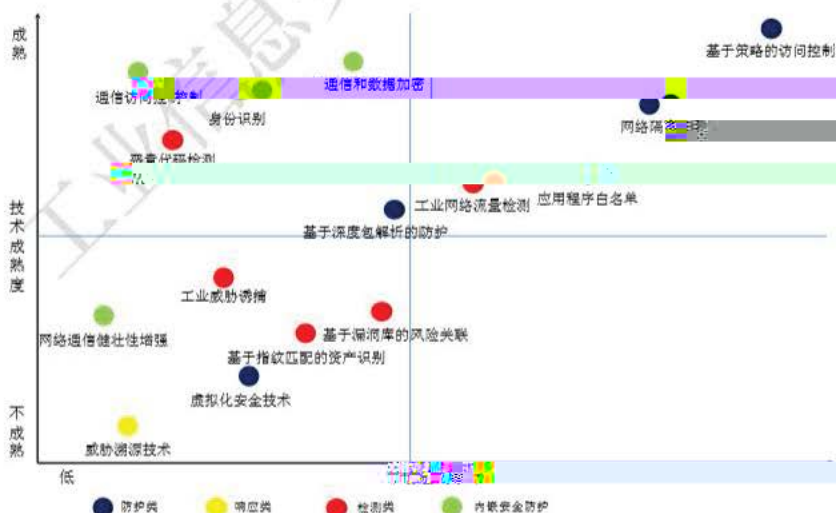 成熟
基于策略的访问控制
通信和数据加密
通信访问控制
身份识别
网络隔离
恶意代码检测
工业网络流量检测
应用程序白名单
技术成熟度
基于深度包解析的防护
工业威胁诱捕
基于漏洞库的风险关联
网络通信健壮性增强
基于指纹匹配的资产识别
虚拟化安全技术
不成熟
威胁溯源技术
低
防护类
响应类
检测类
内嵌安全防护
工业信息安